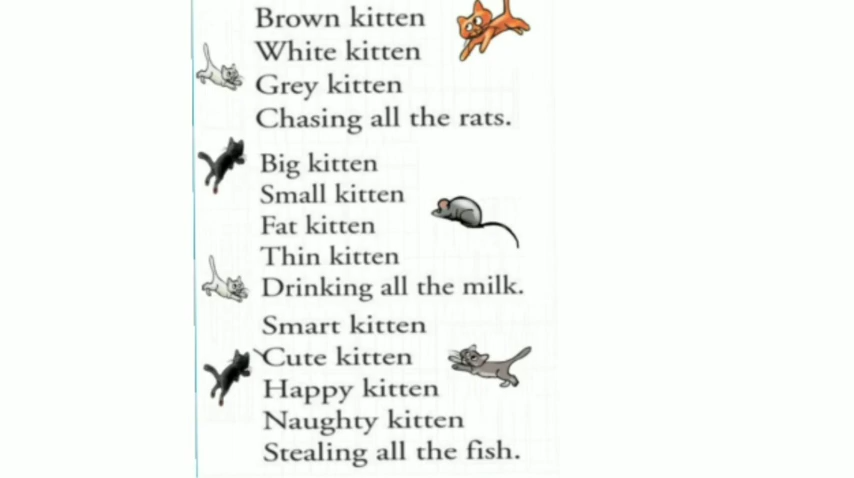 Brown kitten
White kitten
Grey kitten
Chasing all the rats.
Big kitten
Small kitten
Fat kitten
Thin kitten
Drinking all the milk.
Smart kitten
Cute kitten
Happy kitten
Naughty kitten
Stealing all the fish.